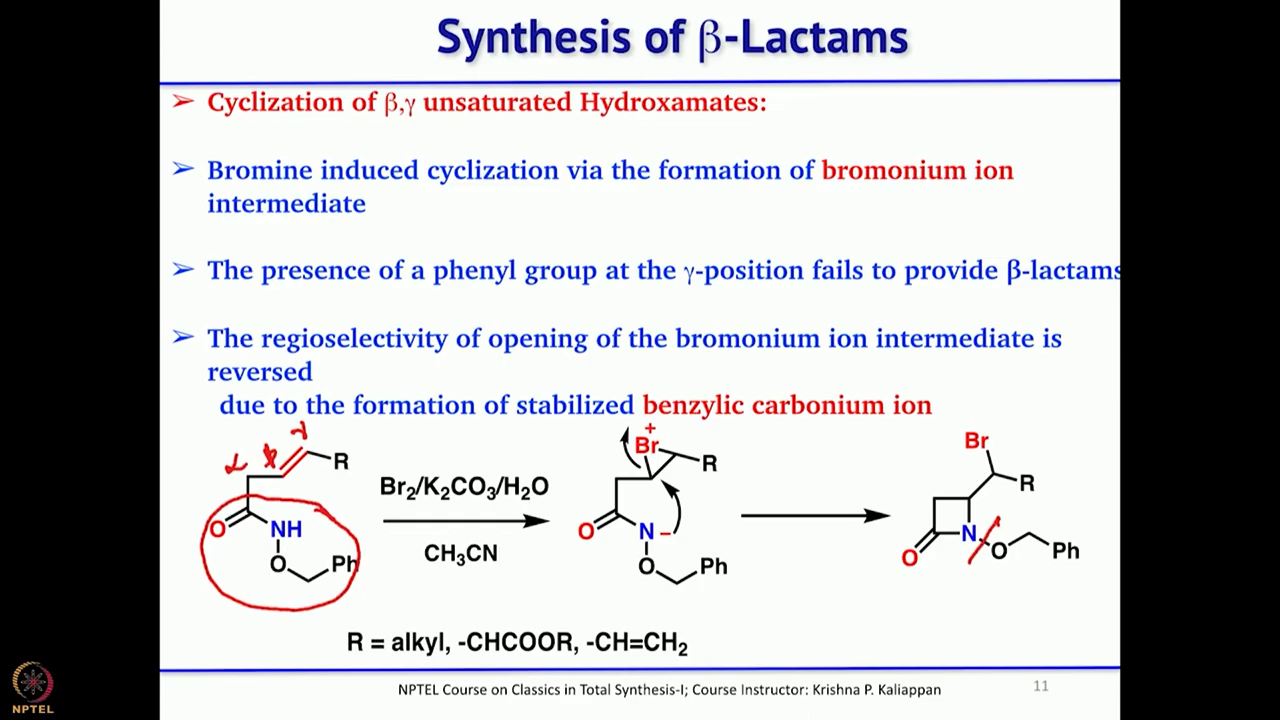 Synthesis of β-Lactams
➢ Cyclization of β,γ unsaturated Hydroxamates:
➢ Bromine induced cyclization via the formation of bromonium ion
intermediate
➢ The presence of a phenyl group at the γ-position fails to provide β-lactams
➢ The regioselectivity of opening of the bromonium ion intermediate is
reversed
due to the formation of stabilized benzylic carbonium ion
α β γ
R
O NH
O Ph
Br₂/K₂CO₃/H₂O
CH₃CN
+
Br
R
O N –
O Ph
Br
R
O N O Ph
R = alkyl, -CHCOOR, -CH=CH₂
NPTEL
NPTEL Course on Classics in Total Synthesis-I; Course Instructor: Krishna P. Kaliappan
11